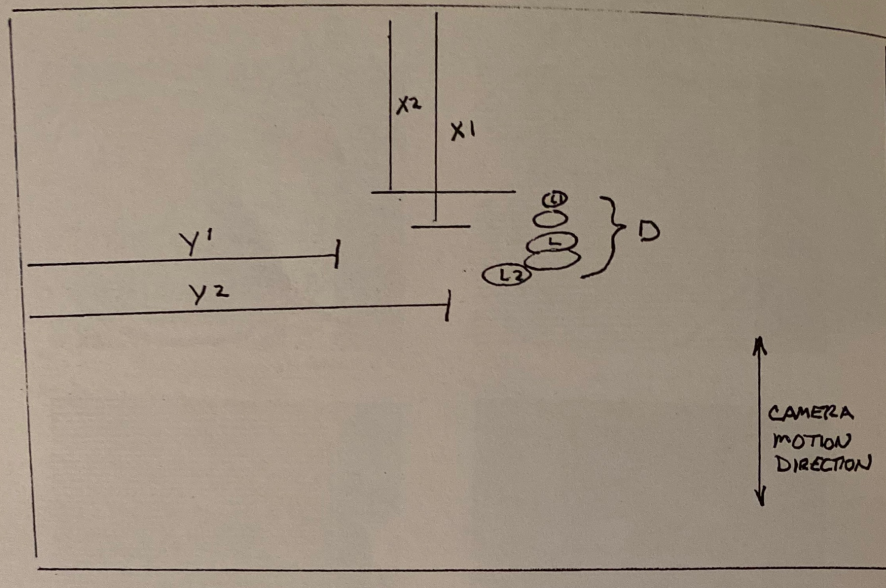 X2
X1
L1
L
L2
D
Y1
Y2
CAMERA
MOTION
DIRECTION